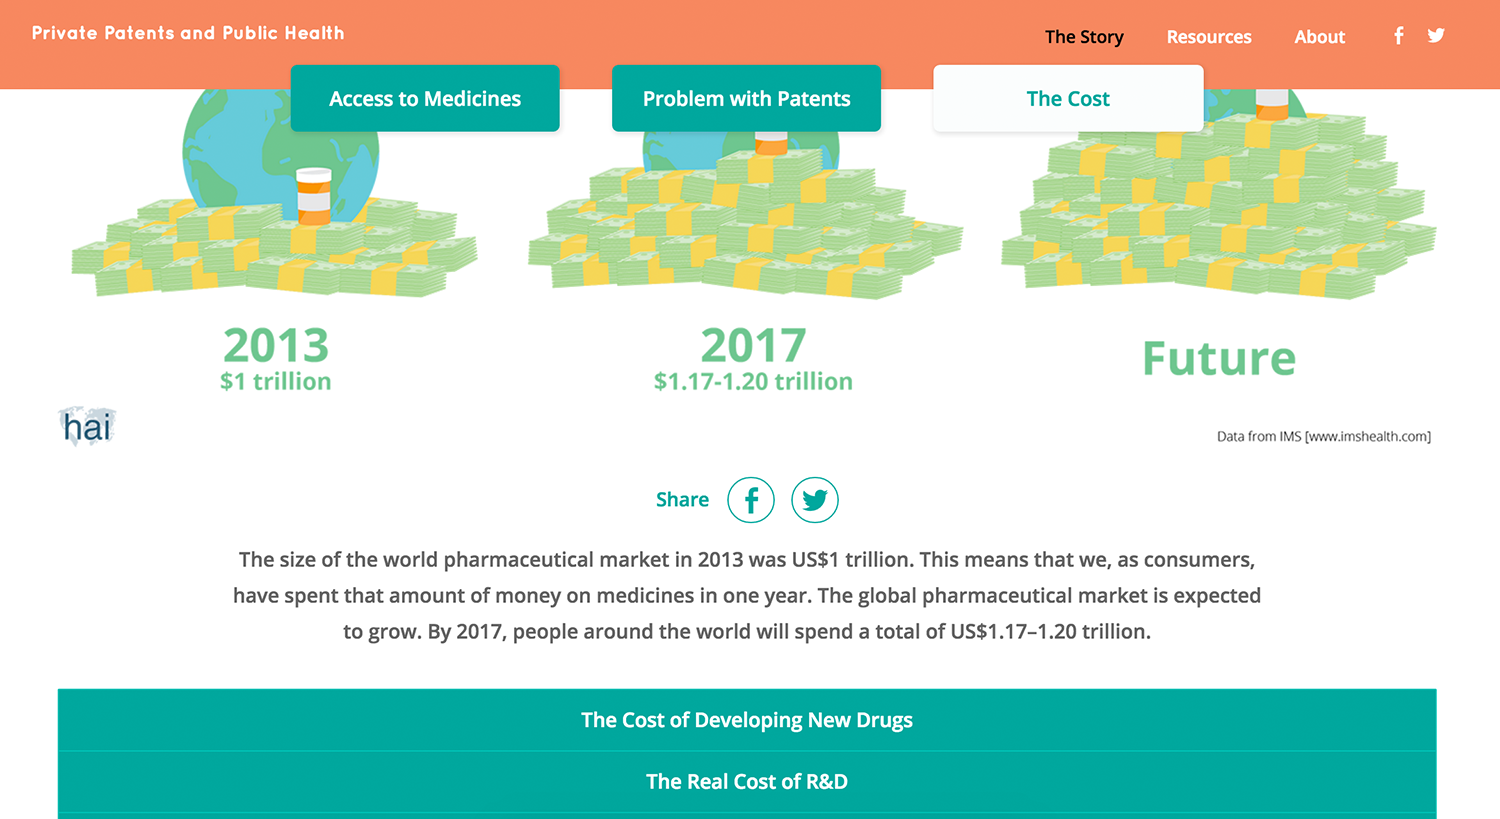 Private Patents and Public Health
The Story
Resources
About
Access to Medicines
Problem with Patents
The Cost
2013
$1 trillion
2017
$1.17-1.20 trillion
Future
hai
Data from IMS [www.imshealth.com]
Share
The size of the world pharmaceutical market in 2013 was US$1 trillion. This means that we, as consumers,
have spent that amount of money on medicines in one year. The global pharmaceutical market is expected
to grow. By 2017, people around the world will spend a total of US$1.17–1.20 trillion.
The Cost of Developing New Drugs
The Real Cost of R&D